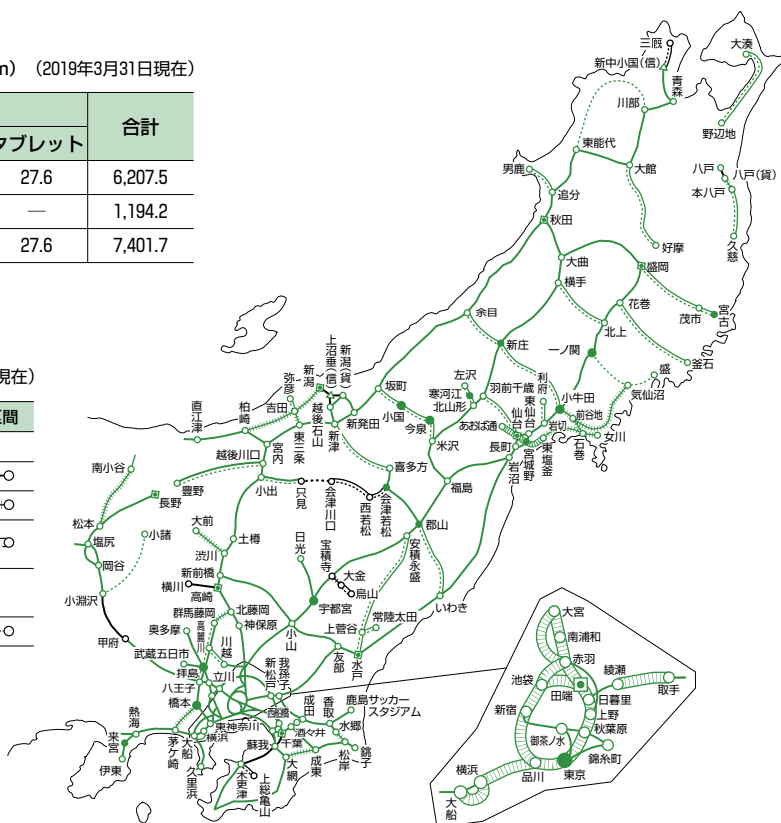 m）（2019年3月31日現在）
タブレット
合計
27.6
6,207.5
—
1,194.2
27.6
7,401.7
現在）
区間
三厩
大湊
新中小国(信)
青森
川部
野辺地
東能代
大館
男鹿
追分
八戸
八戸(貨)
本八戸
久慈
秋田
好摩
大曲
盛岡
横手
花巻
茂市
宮古
余目
北上
新庄
一ノ関
釜石
盛
気仙沼
上沼垂(信)
新潟(貨)
新潟
弥彦
吉田
越後石山
新津
新発田
坂町
小国
今泉
米沢
左沢
寒河江
北山形
羽前千歳
利府
小牛田
前谷地
東仙台
仙台
あおば通
岩切
女川
石巻
長町
宮城野
東塩釜
岩沼
直江津
柏崎
東三条
宮内
越後川口
小出
只見
会津川口
西若松
会津若松
喜多方
福島
郡山
安積永盛
いわき
南小谷
豊野
長野
松本
塩尻
小諸
岡谷
小淵沢
甲府
大前
土樽
渋川
新前橋
横川
高崎
日光
宝積寺
大金
烏山
宇都宮
常陸太田
上菅谷
群馬藤岡
北藤岡
神保原
小山
友部
水戸
奥多摩
高麗川
川越
武蔵五日市
拝島
立川
八王子
橋本
新松戸
我孫子
成田
香取
鹿島サッカー
スタジアム
水郷
熱海
来宮
伊東
東神奈川
西船橋
酒々井
横浜
蘇我
千葉
茅ケ崎
大船
久里浜
木更津
上総亀山
大網
成東
松岸
銚子
大宮
南浦和
赤羽
池袋
田端
綾瀬
取手
日暮里
新宿
上野
御茶ノ水
秋葉原
錦糸町
横浜
品川
東京
大船